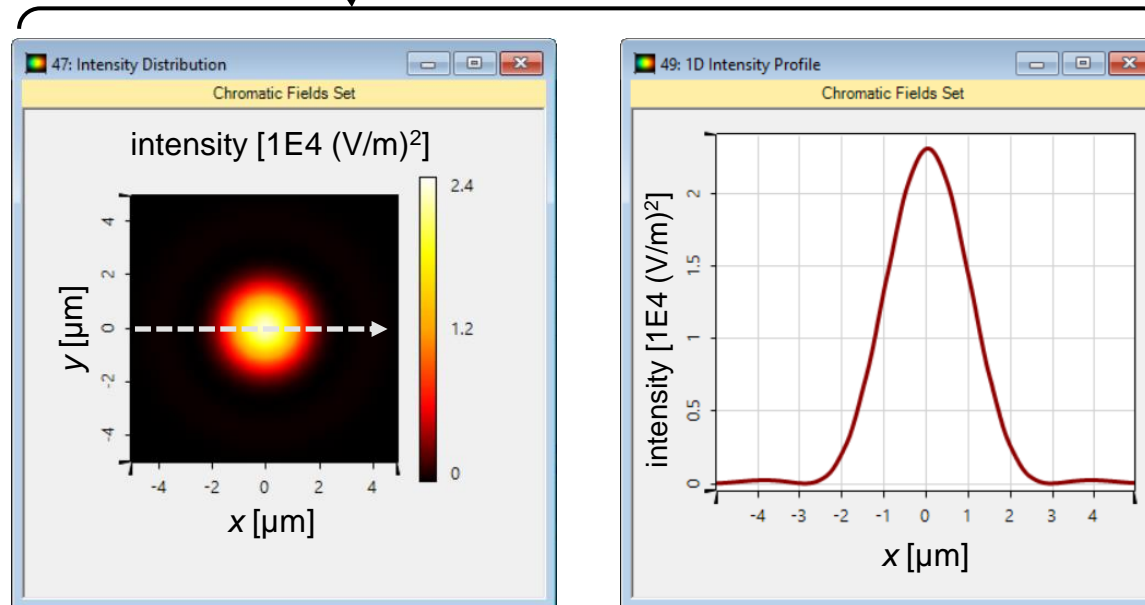 47: Intensity Distribution
Chromatic Fields Set
intensity [1E4 (V/m)²]
2.4
1.2
0
y [µm]
4
2
0
-2
-4
-4 -2 0 2 4
x [µm]
49: 1D Intensity Profile
Chromatic Fields Set
intensity [1E4 (V/m)²]
2
1.5
1
0.5
0
-4 -3 -2 -1 0 1 2 3 4
x [µm]